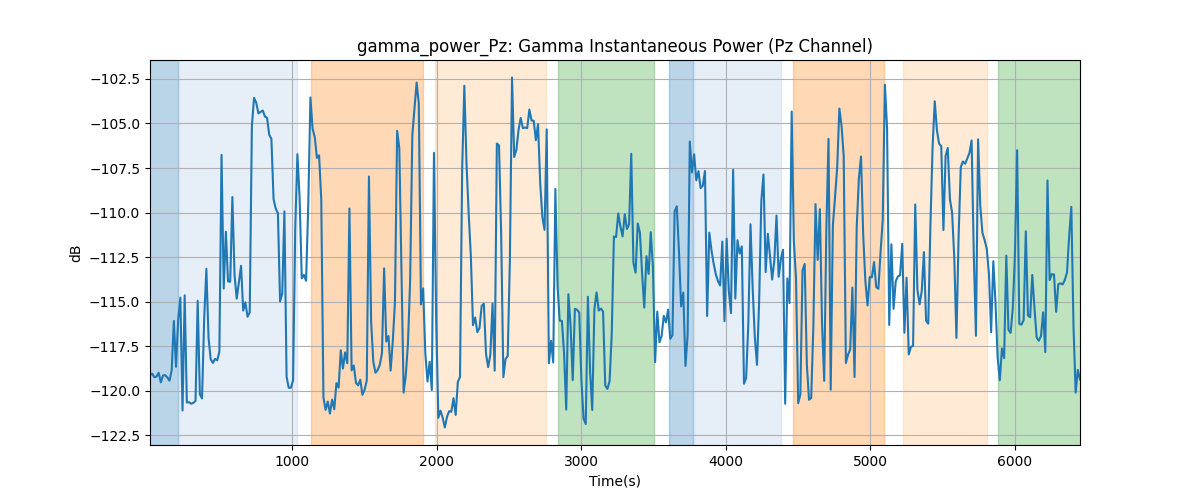 gamma_power_Pz: Gamma Instantaneous Power (Pz Channel)
−102.5
−105.0
−107.5
−110.0
−112.5
−115.0
−117.5
−120.0
−122.5
dB
1000 2000 3000 4000 5000 6000
Time(s)